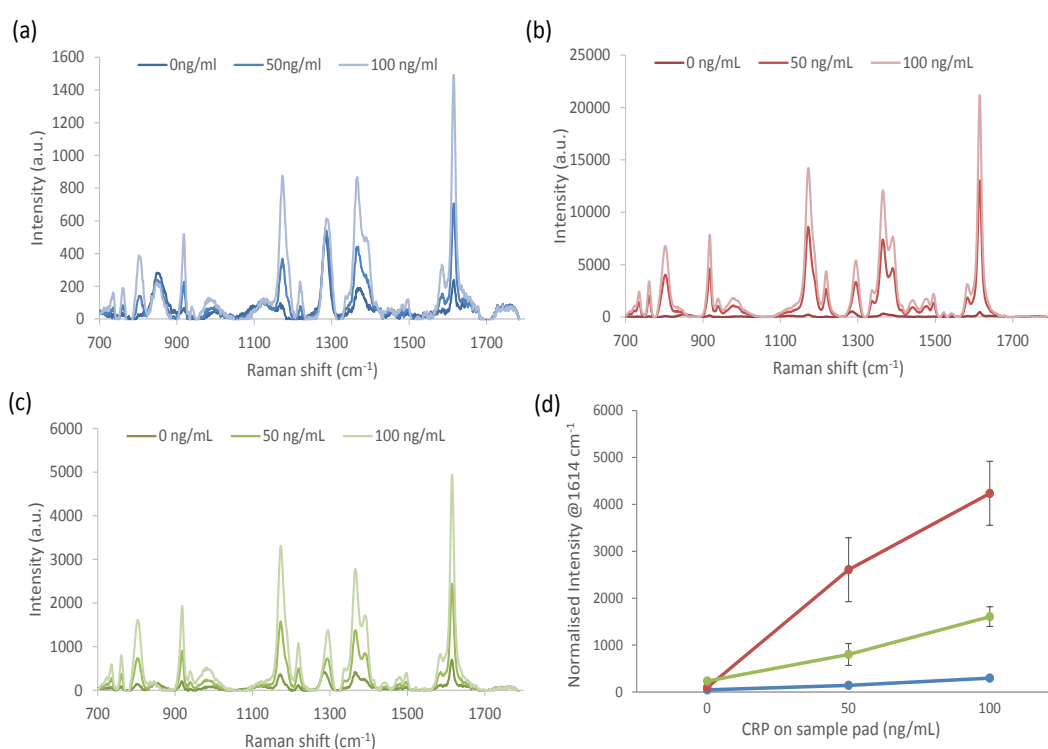 (a)
0ng/ml 50ng/ml 100 ng/ml
Intensity (a.u.)
1600
1400
1200
1000
800
600
400
200
0
700 900 1100 1300 1500 1700
Raman shift (cm⁻¹)
(b)
0 ng/mL 50 ng/mL 100 ng/mL
Intensity (a.u.)
25000
20000
15000
10000
5000
0
700 900 1100 1300 1500 1700
Raman shift (cm⁻¹)
(c)
0 ng/mL 50 ng/mL 100 ng/mL
Intensity (a.u.)
6000
5000
4000
3000
2000
1000
0
700 900 1100 1300 1500 1700
Raman shift (cm⁻¹)
(d)
Normalised Intensity @1614 cm⁻¹
6000
5000
4000
3000
2000
1000
0
0 50 100
CRP on sample pad (ng/mL)